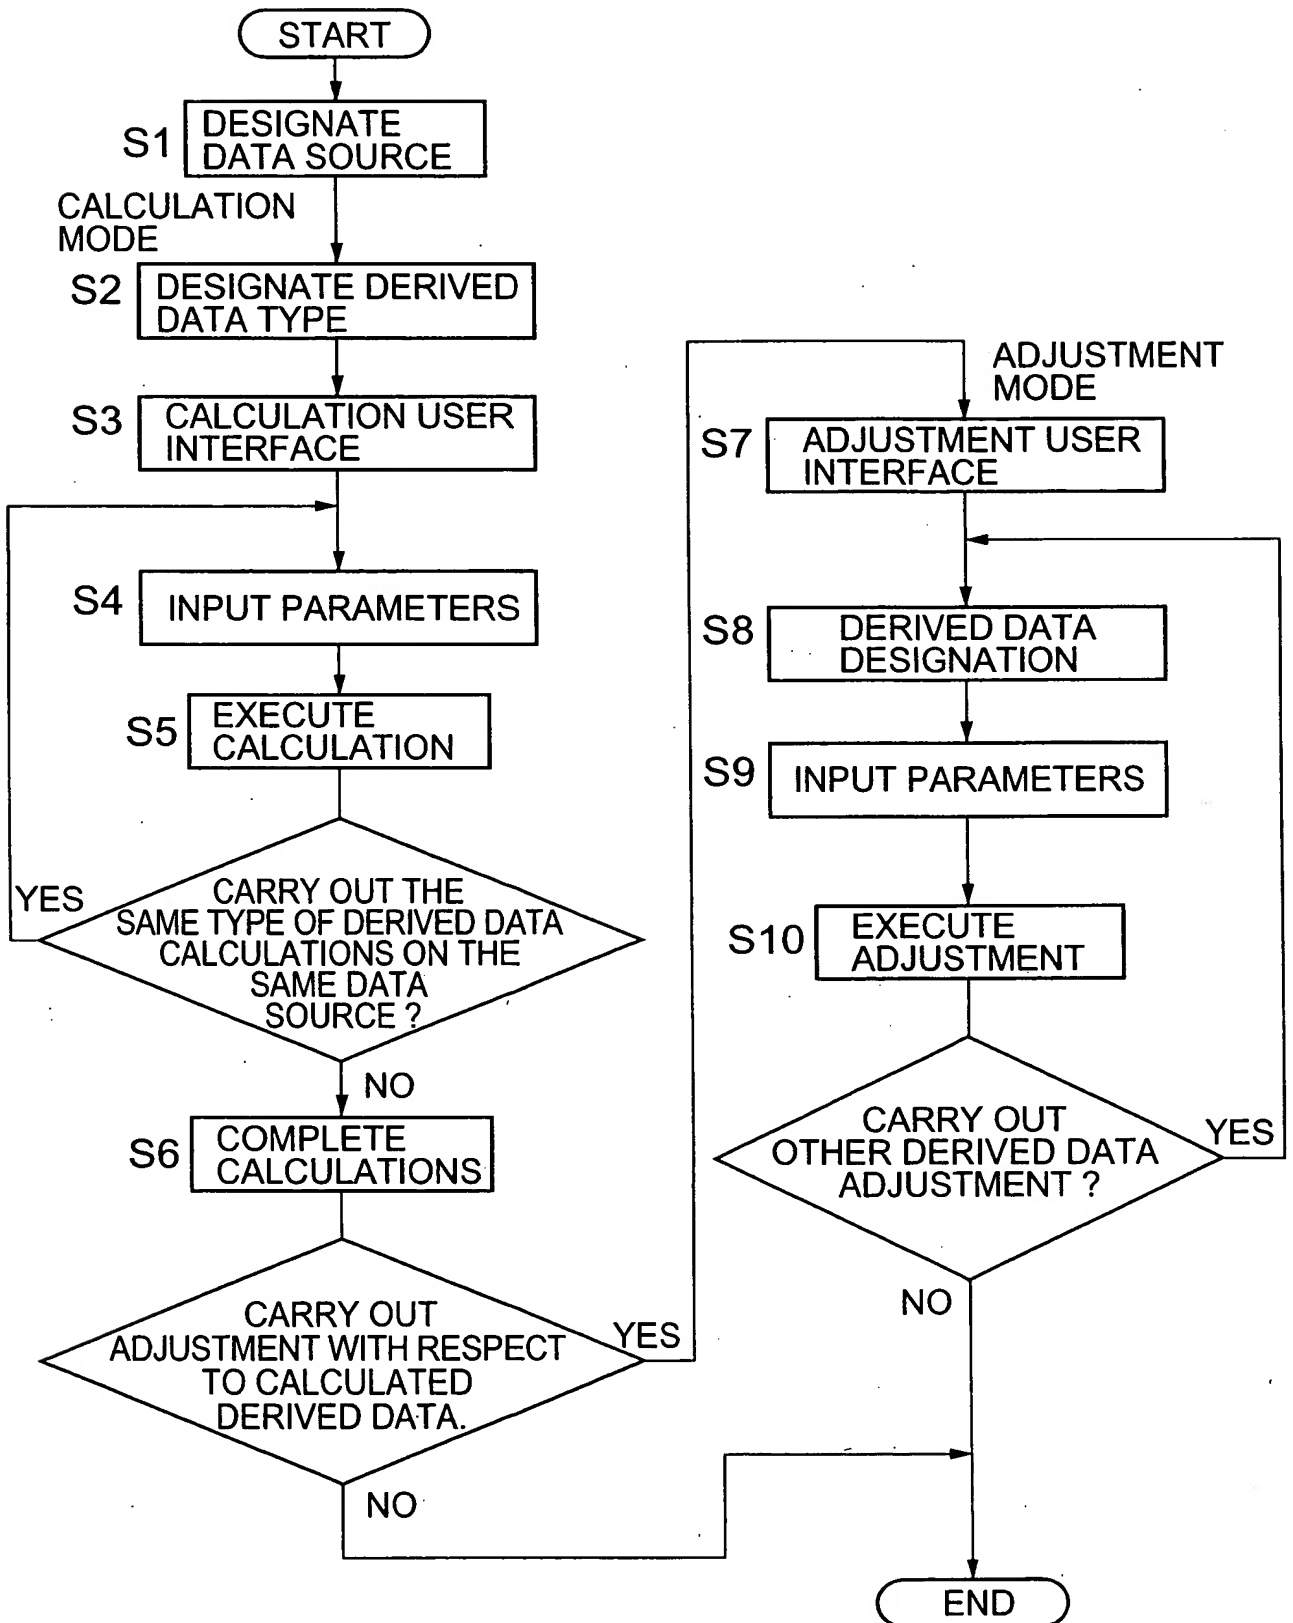 START
S1
DESIGNATE
DATA SOURCE
CALCULATION
MODE
S2
DESIGNATE DERIVED
DATA TYPE
S3
CALCULATION USER
INTERFACE
S4
INPUT PARAMETERS
S5
EXECUTE
CALCULATION
YES
CARRY OUT THE
SAME TYPE OF DERIVED DATA
CALCULATIONS ON THE
SAME DATA
SOURCE ?
NO
S6
COMPLETE
CALCULATIONS
CARRY OUT
ADJUSTMENT WITH RESPECT
TO CALCULATED
DERIVED DATA.
YES
NO
ADJUSTMENT
MODE
S7
ADJUSTMENT USER
INTERFACE
S8
DERIVED DATA
DESIGNATION
S9
INPUT PARAMETERS
S10
EXECUTE
ADJUSTMENT
CARRY OUT
OTHER DERIVED DATA
ADJUSTMENT ?
YES
NO
END